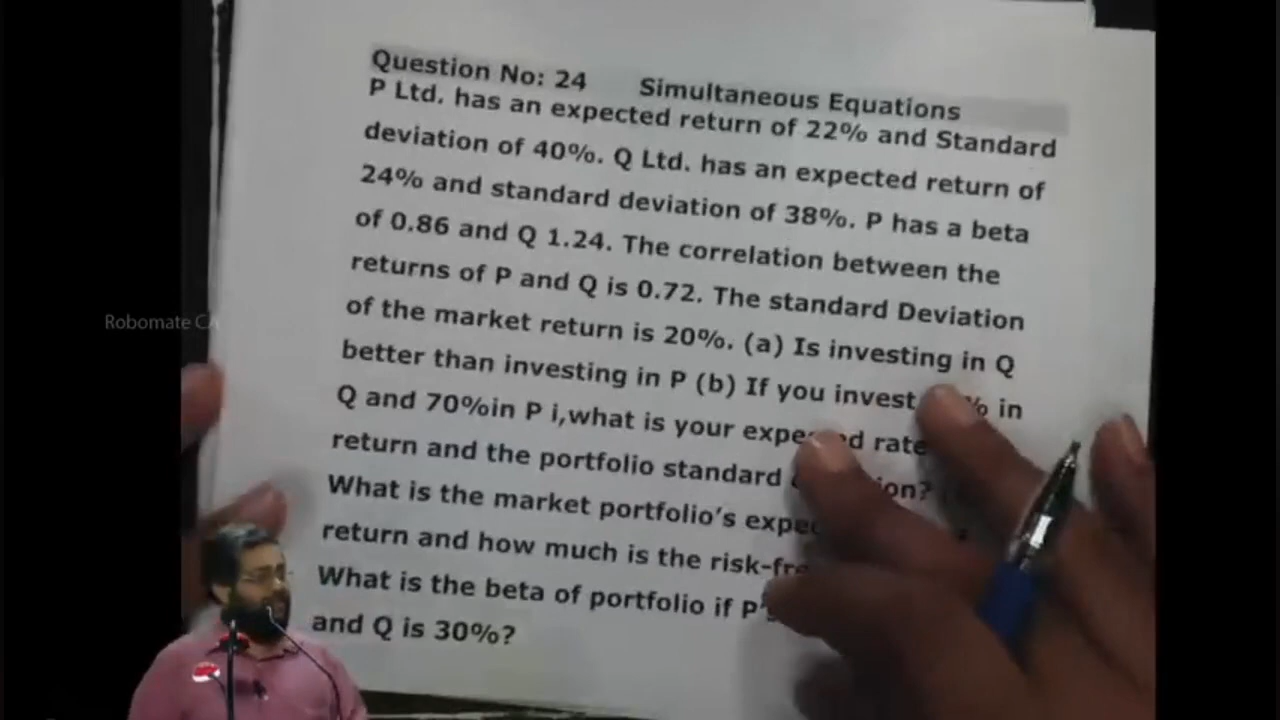 Question No: 24 Simultaneous Equations
P Ltd. has an expected return of 22% and Standard
deviation of 40%. Q Ltd. has an expected return of
24% and standard deviation of 38%. P has a beta
of 0.86 and Q 1.24. The correlation between the
returns of P and Q is 0.72. The standard Deviation
of the market return is 20%. (a) Is investing in Q
better than investing in P (b) If you invest % in
Q and 70%in P i,what is your rate
return and the portfolio standard
What is the market portfolio's
return and how much is the
What is the beta of portfolio if
and Q is 30%?
Robomate